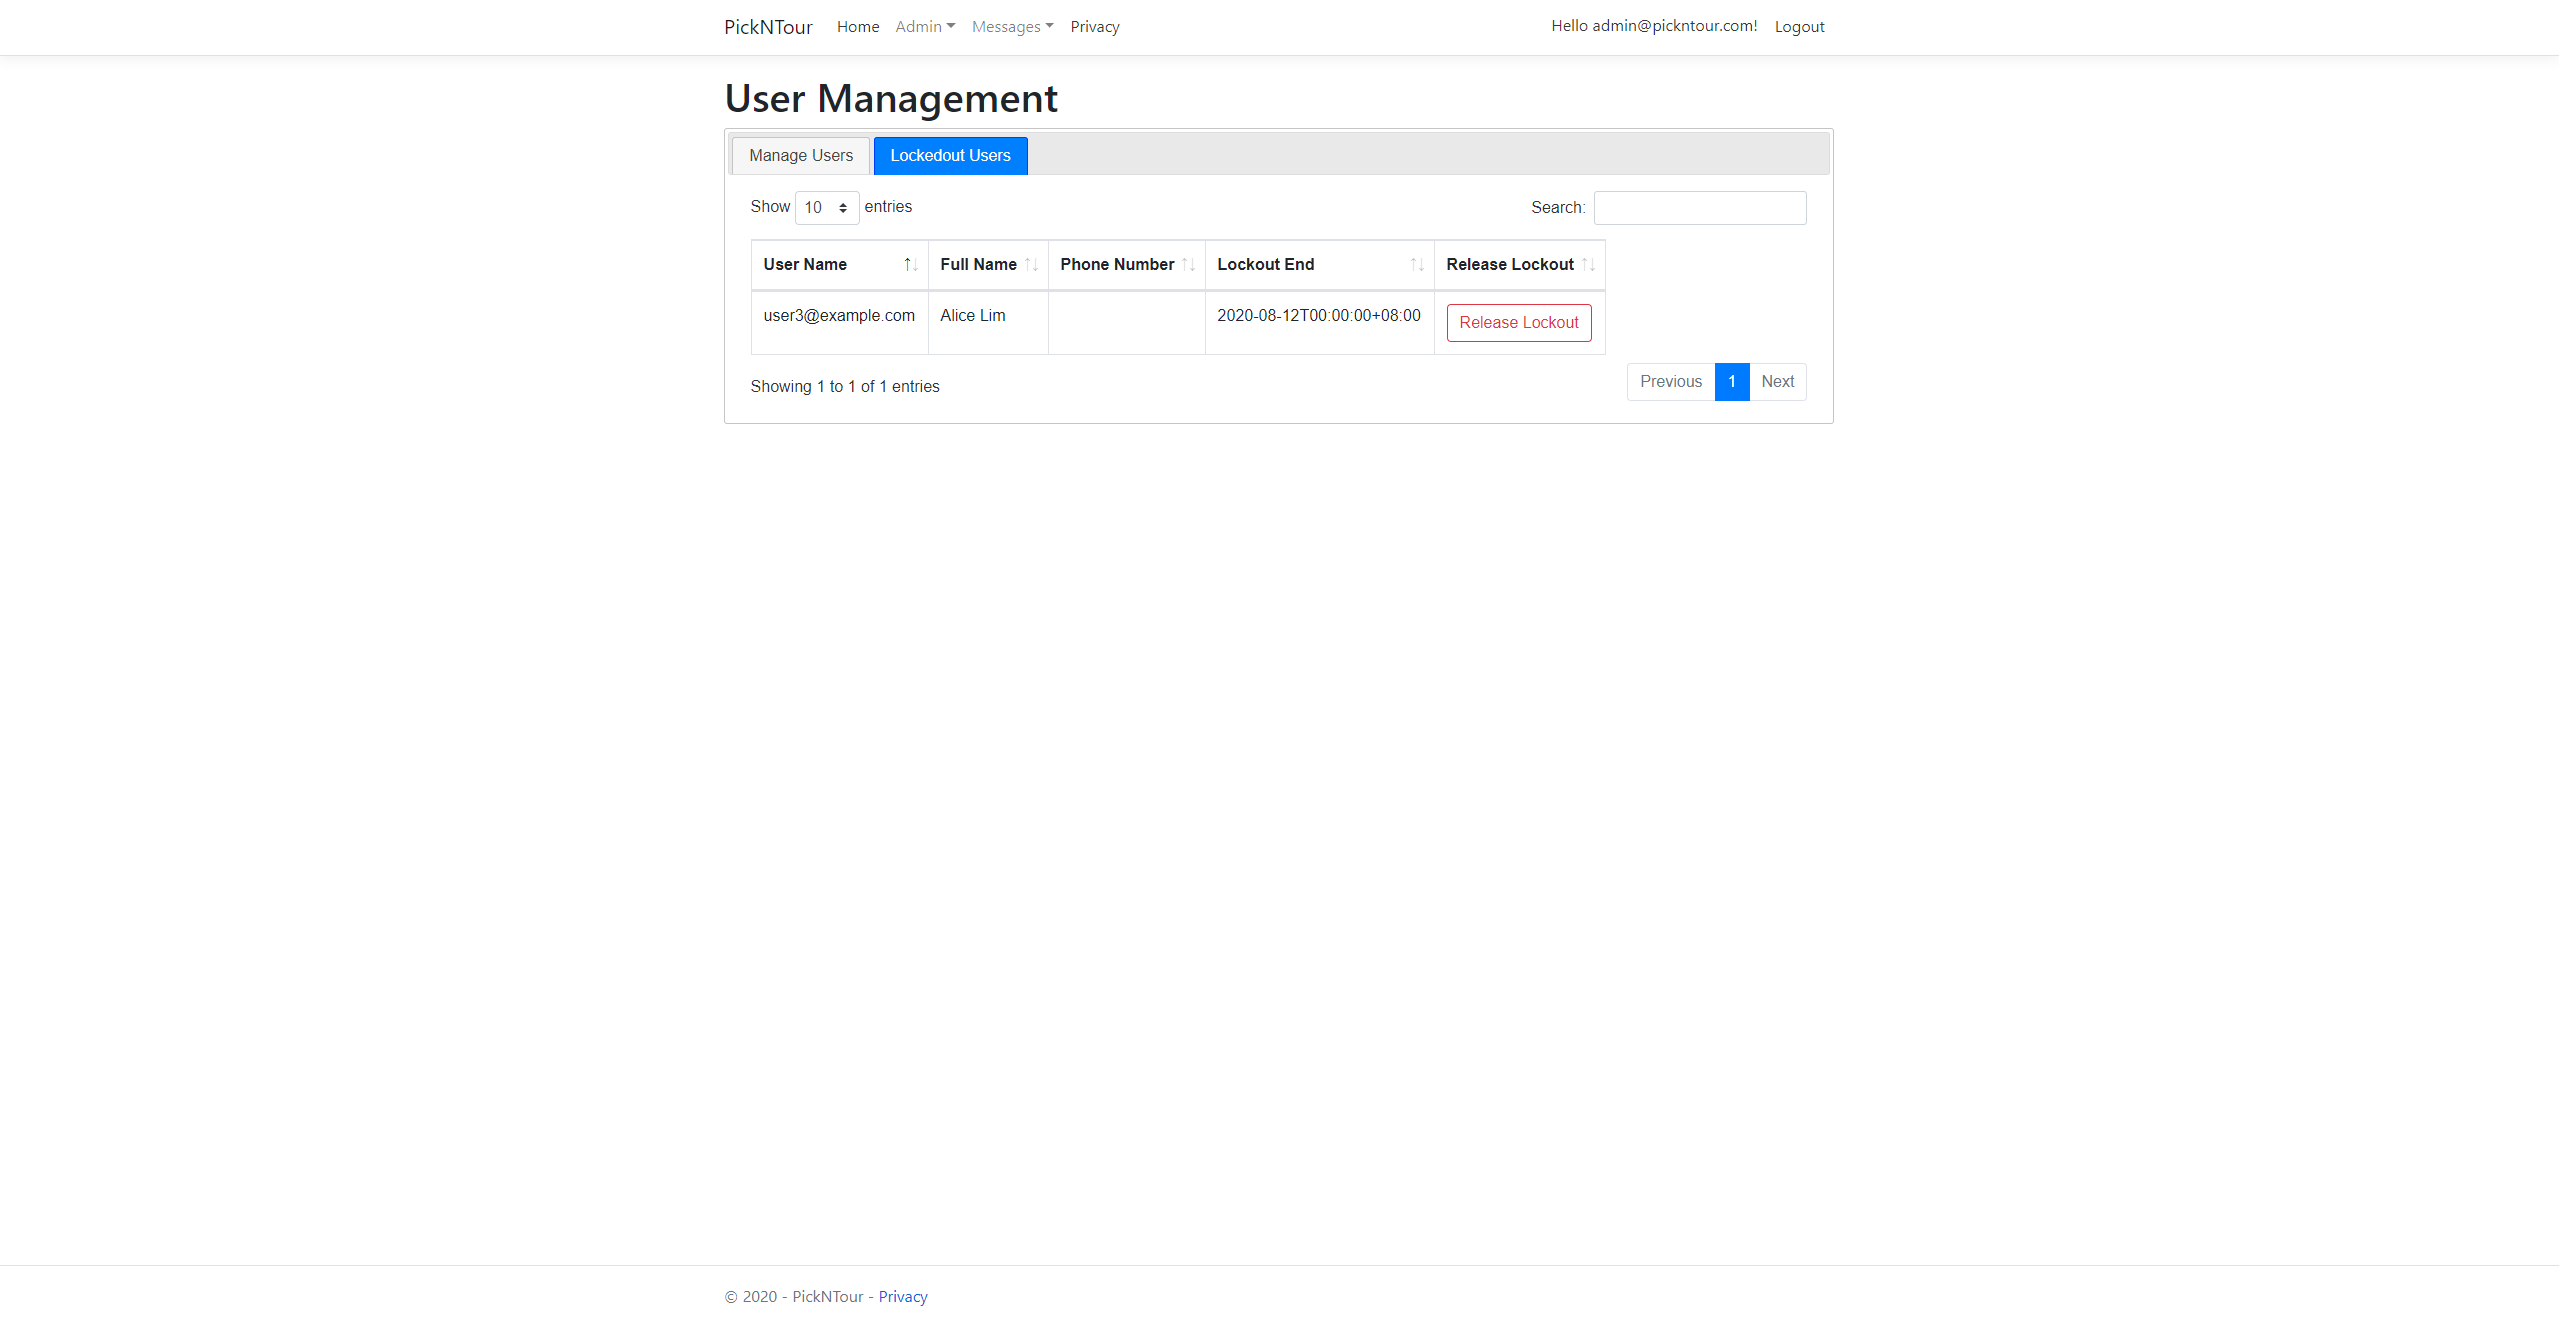 PickNTour Home Admin Messages Privacy Hello admin@pickntour.com! Logout
User Management
Manage Users Lockedout Users
Show 10 entries Search:
User Name Full Name Phone Number Lockout End Release Lockout
user3@example.com Alice Lim 2020-08-12T00:00:00+08:00 Release Lockout
Showing 1 to 1 of 1 entries Previous 1 Next
© 2020 - PickNTour - Privacy